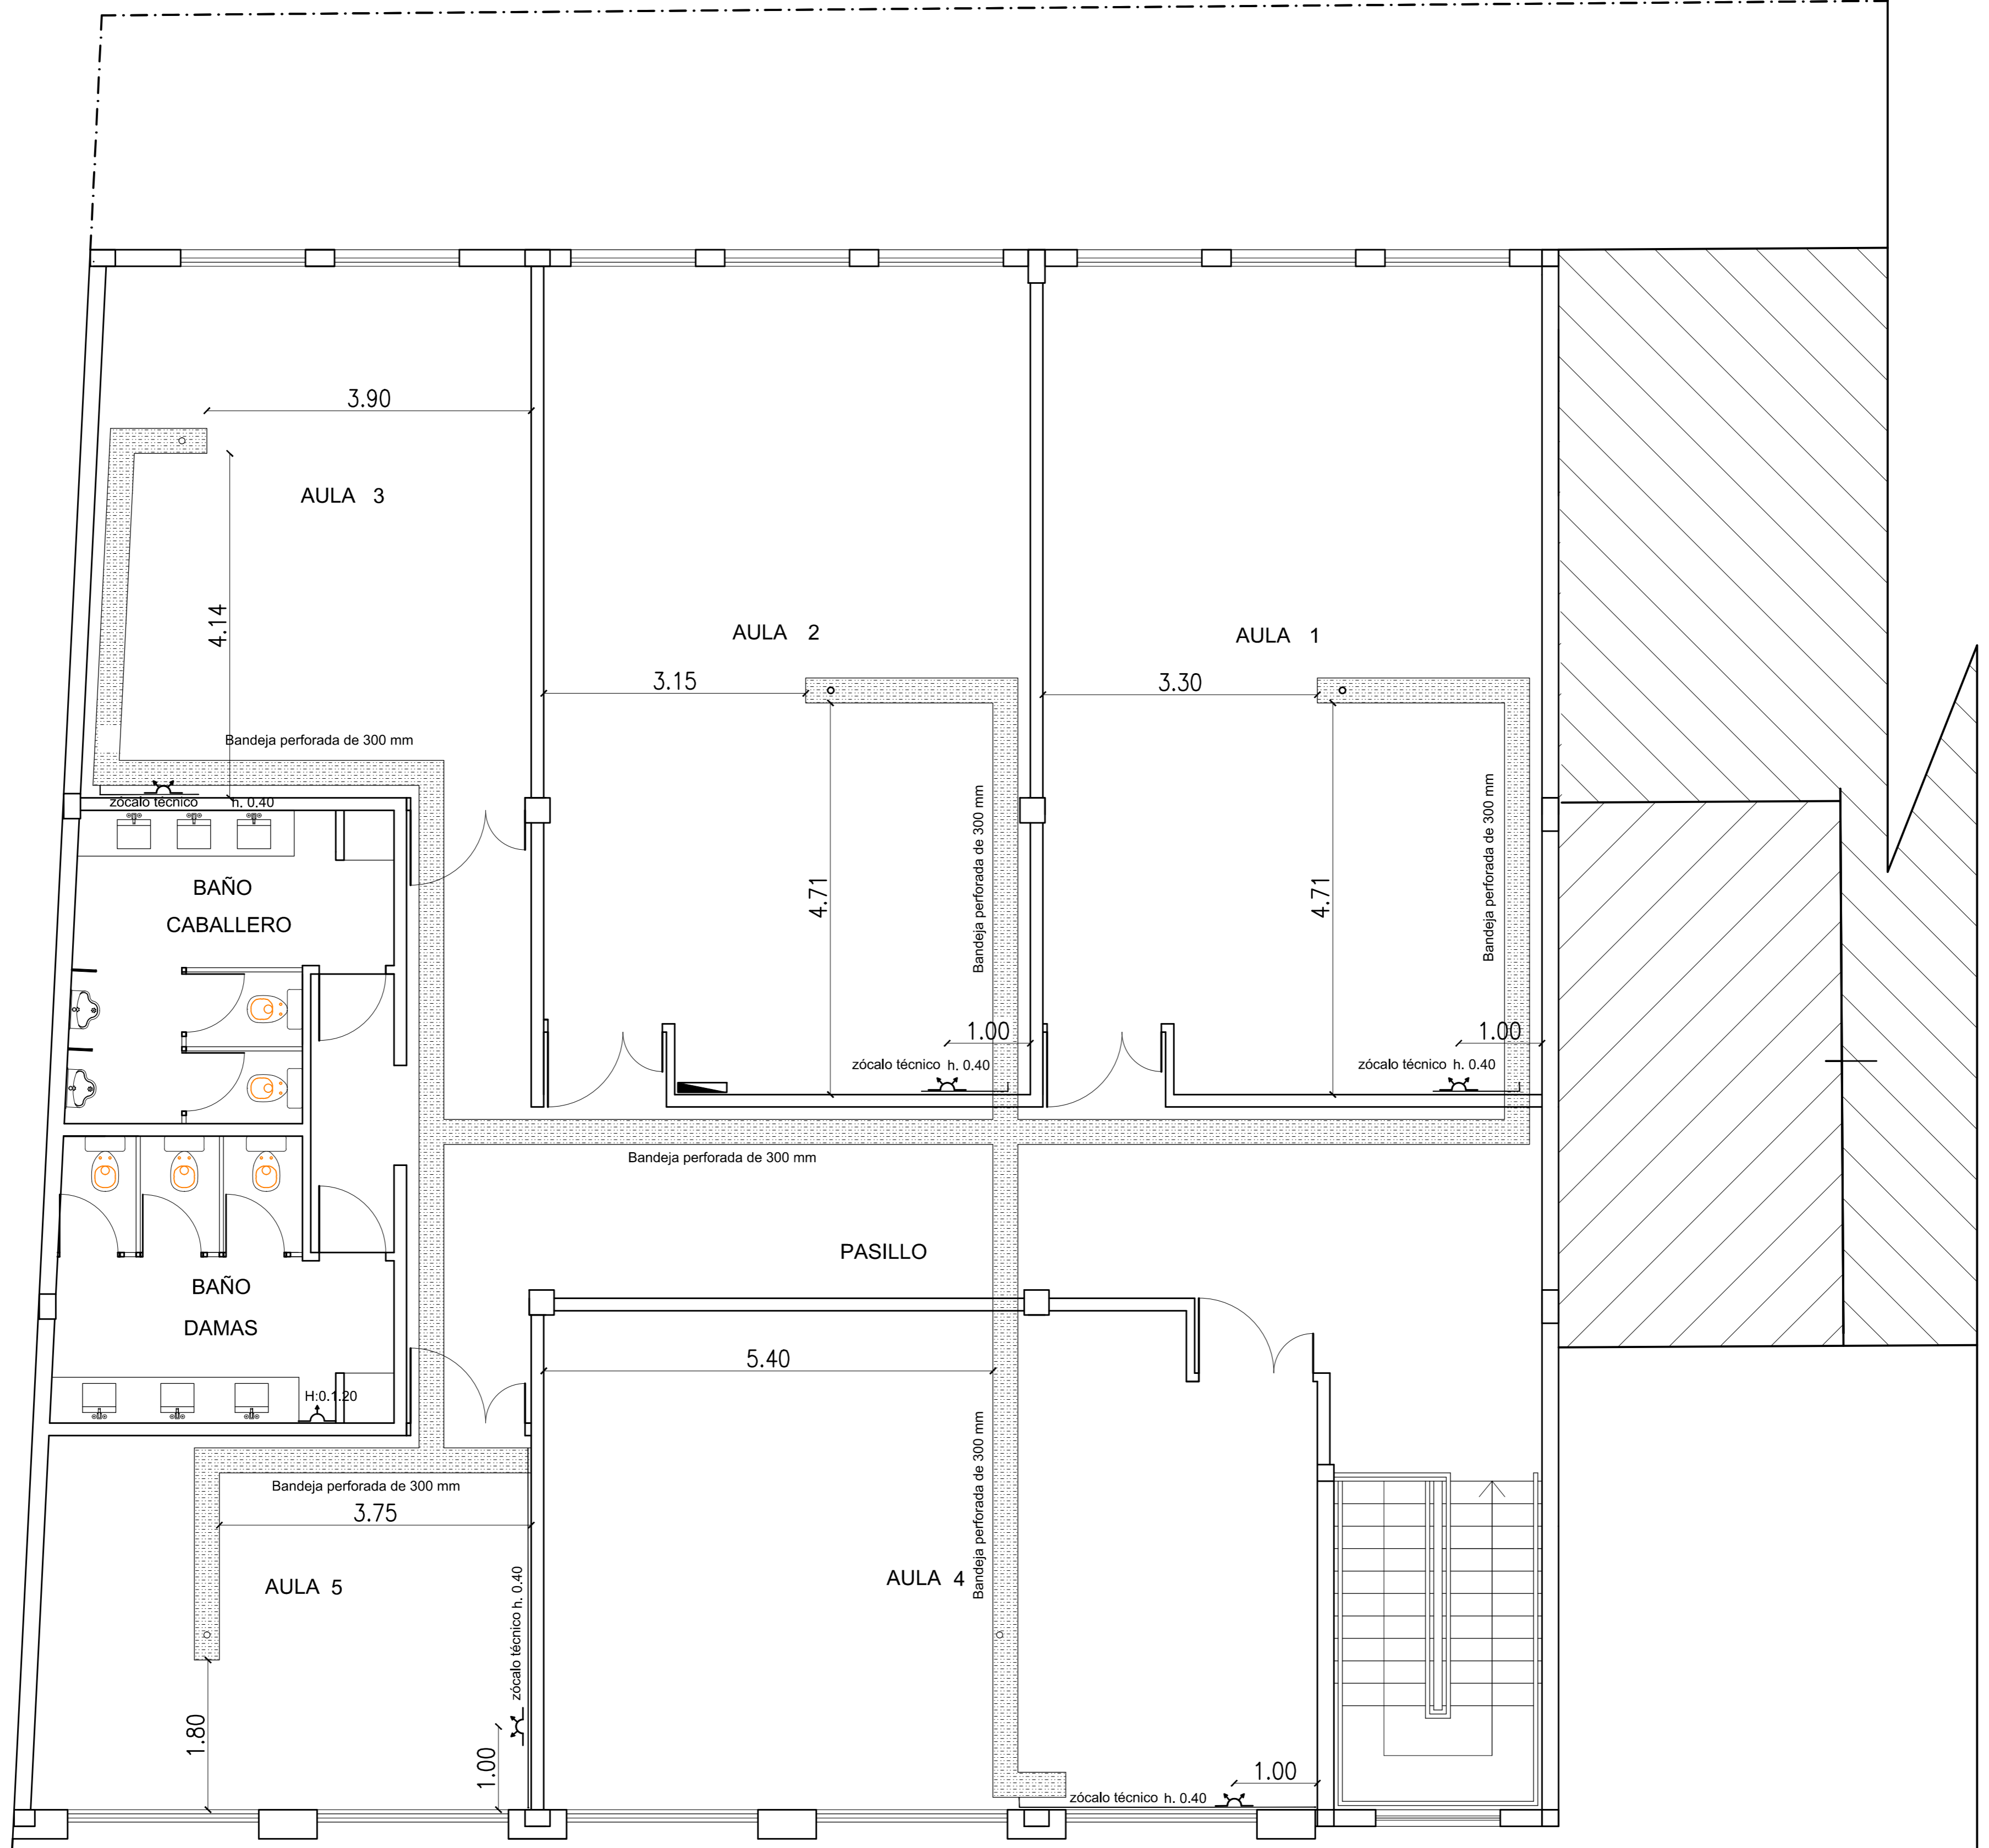 3.90
AULA 3
4.14
AULA 2
AULA 1
3.15
3.30
Bandeja perforada de 300 mm
zócalo técnico h. 0.40
Bandeja perforada de 300 mm
Bandeja perforada de 300 mm
BAÑO
CABALLERO
4.71
4.71
1.00
1.00
zócalo técnico h. 0.40
zócalo técnico h. 0.40
Bandeja perforada de 300 mm
PASILLO
BAÑO
DAMAS
5.40
H:0.1.20
Bandeja perforada de 300 mm
3.75
Bandeja perforada de 300 mm
AULA 5
AULA 4
zócalo técnico h. 0.40
1.80
1.00
1.00
zócalo técnico h. 0.40